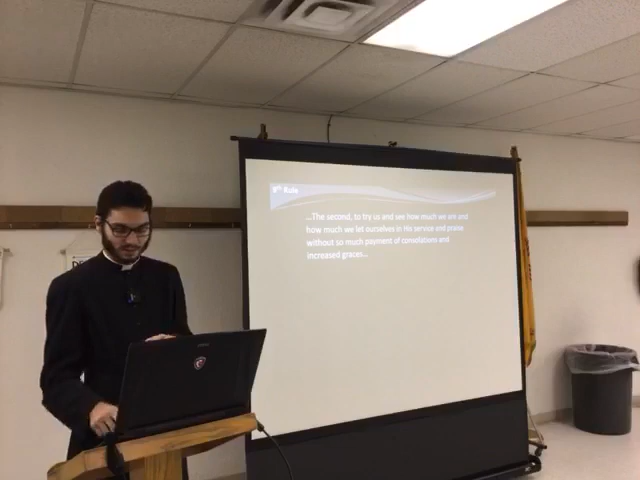 9th Rule
...The second, to try us and see how much we are and
how much we let ourselves in His service and praise
without so much payment of consolations and
increased graces...